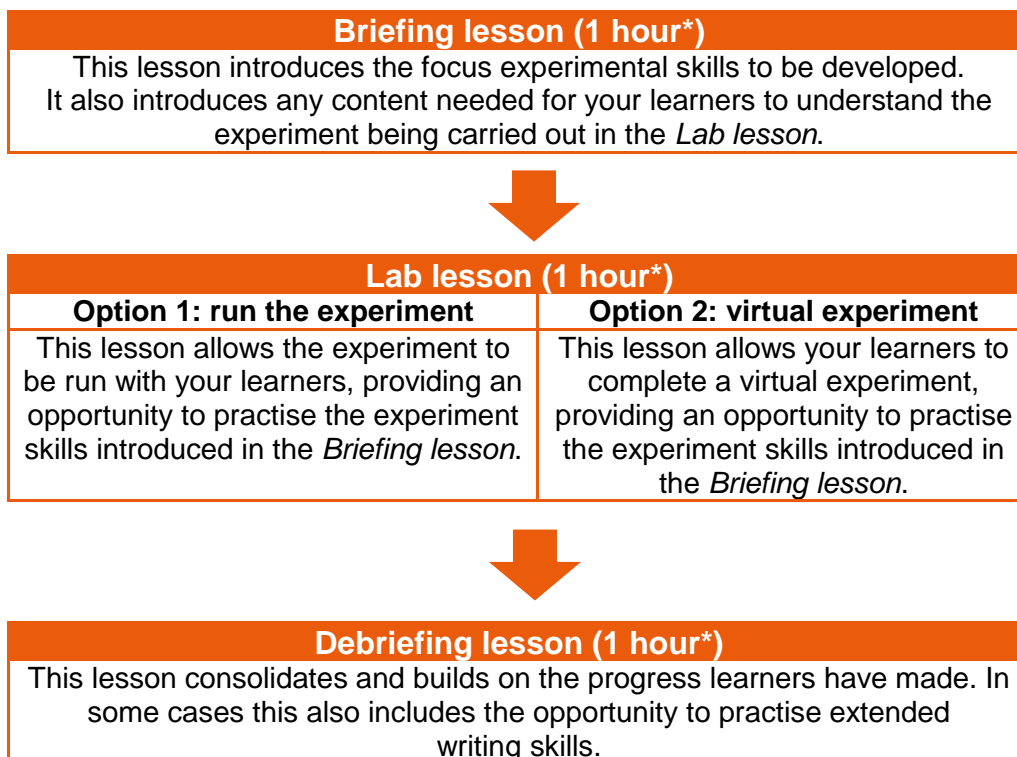 Briefing lesson (1 hour*)
This lesson introduces the focus experimental skills to be developed.
It also introduces any content needed for your learners to understand the
experiment being carried out in the Lab lesson.
Lab lesson (1 hour*)
Option 1: run the experiment
This lesson allows the experiment to
be run with your learners, providing an
opportunity to practise the experiment
skills introduced in the Briefing lesson.
Option 2: virtual experiment
This lesson allows your learners to
complete a virtual experiment,
providing an opportunity to practise
the experiment skills introduced in
the Briefing lesson.
Debriefing lesson (1 hour*)
This lesson consolidates and builds on the progress learners have made. In
some cases this also includes the opportunity to practise extended
writing skills.